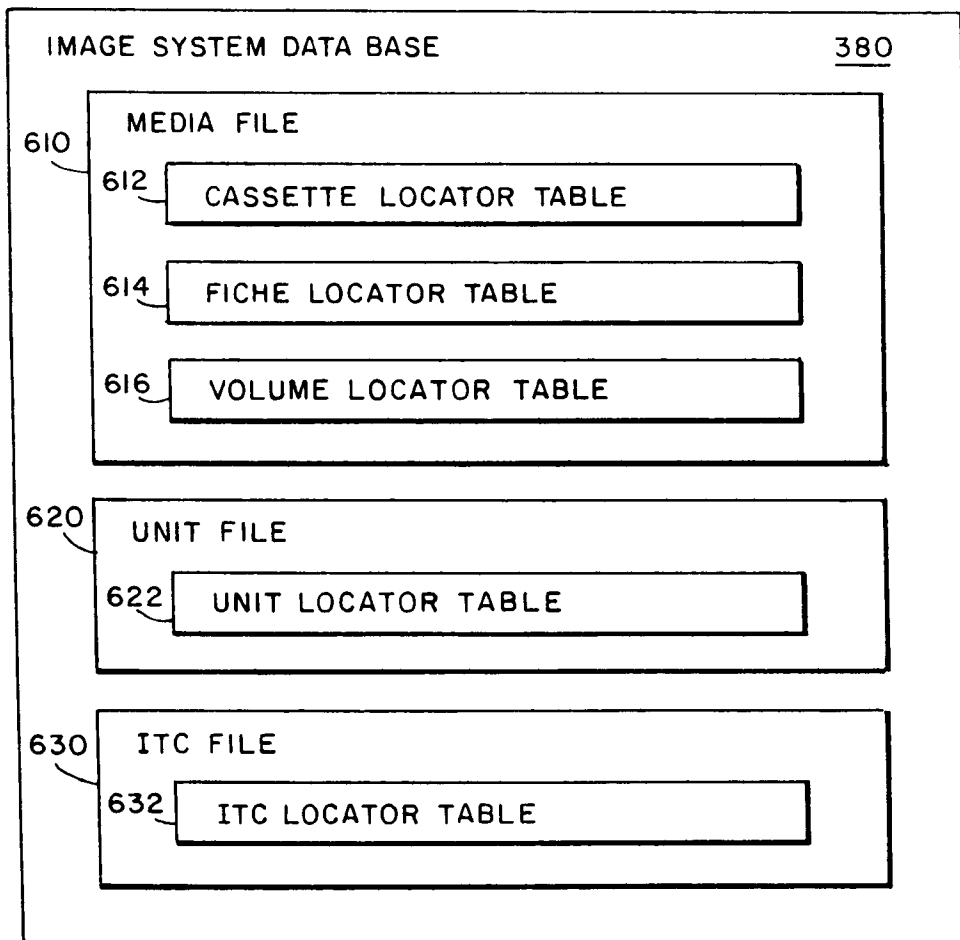 IMAGE SYSTEM DATA BASE 380
MEDIA FILE
610
612
CASSETTE LOCATOR TABLE
614
FICHE LOCATOR TABLE
616
VOLUME LOCATOR TABLE
620
UNIT FILE
622
UNIT LOCATOR TABLE
630
ITC FILE
632
ITC LOCATOR TABLE